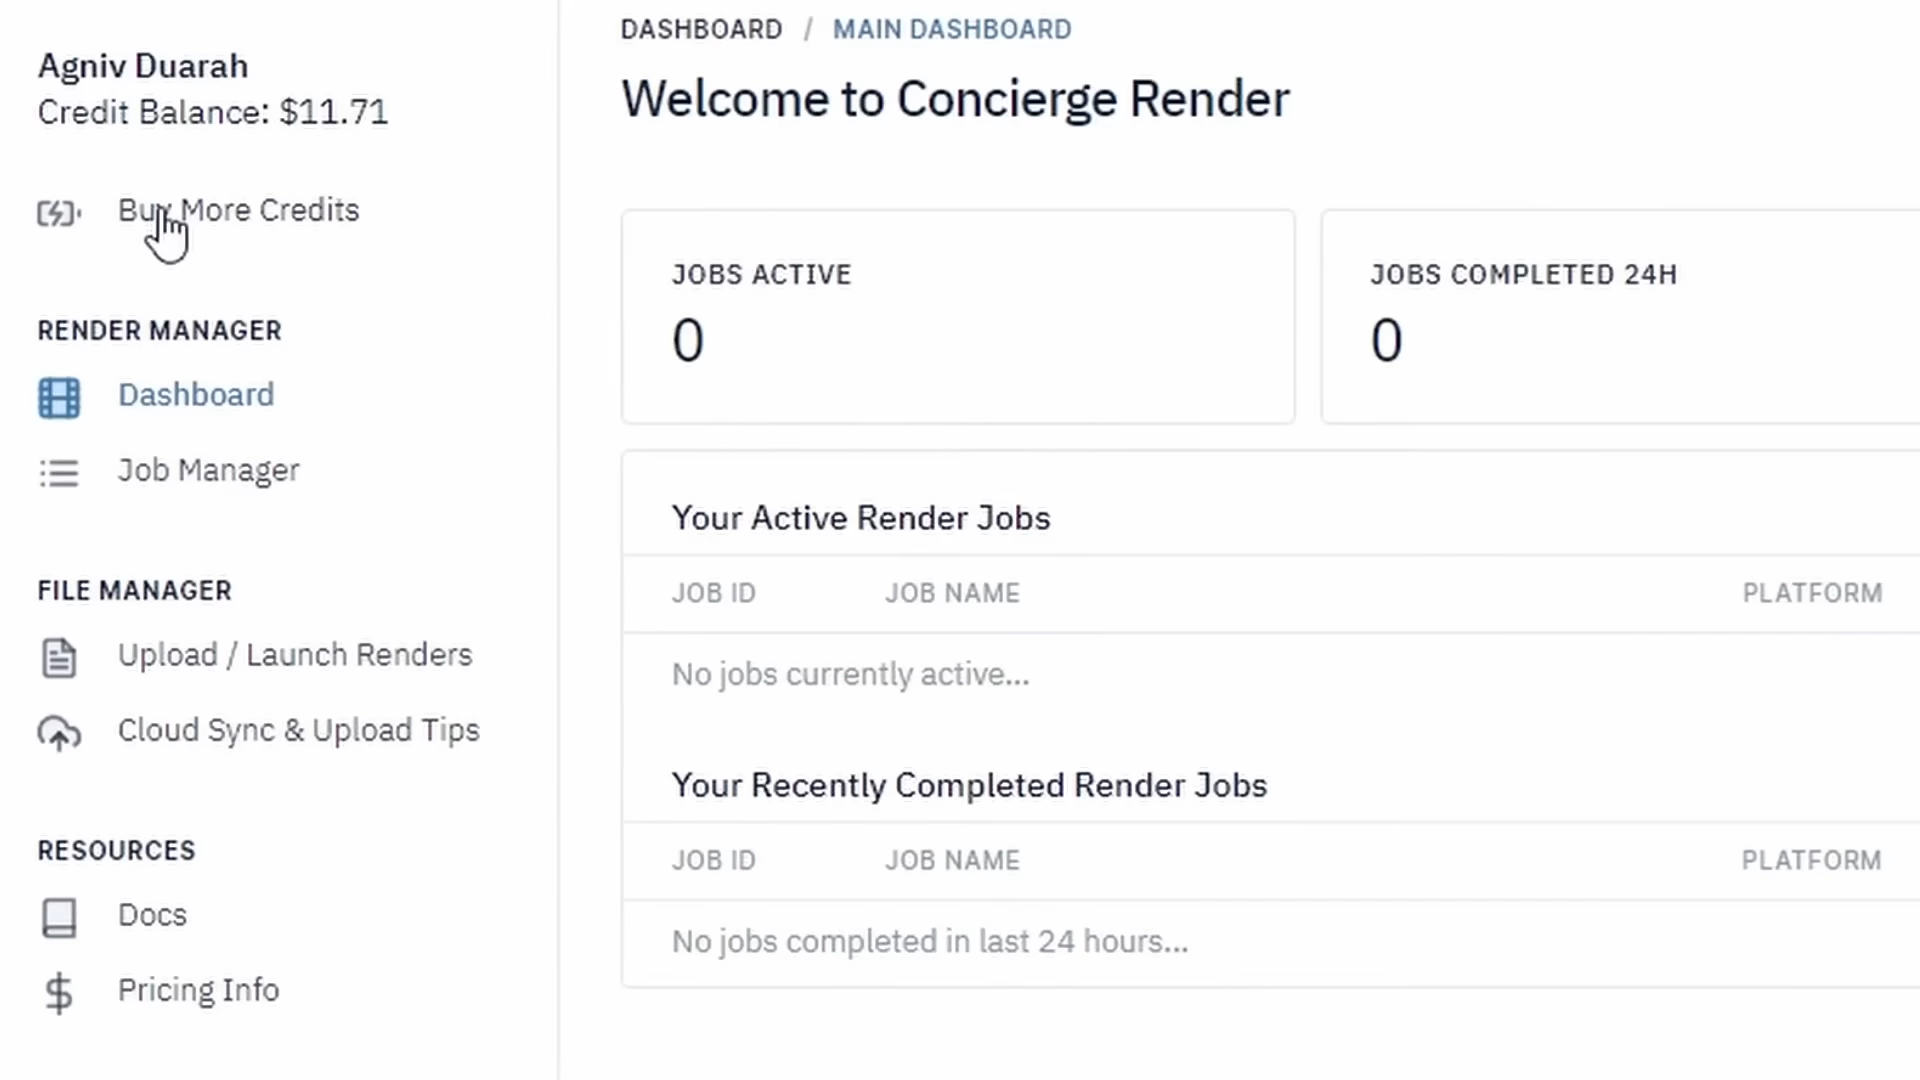 Agniv Duarah
Credit Balance: $11.71
Buy More Credits
RENDER MANAGER
Dashboard
Job Manager
FILE MANAGER
Upload / Launch Renders
Cloud Sync & Upload Tips
RESOURCES
Docs
Pricing Info
DASHBOARD / MAIN DASHBOARD
Welcome to Concierge Render
JOBS ACTIVE
0
JOBS COMPLETED 24H
0
Your Active Render Jobs
JOB ID JOB NAME PLATFORM
No jobs currently active...
Your Recently Completed Render Jobs
JOB ID JOB NAME PLATFORM
No jobs completed in last 24 hours...